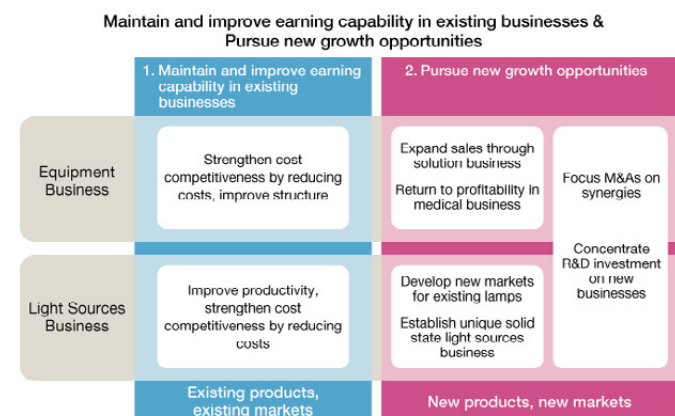 Maintain and improve earning capability in existing businesses &
Pursue new growth opportunities
1. Maintain and improve earning
capability in existing
businesses
2. Pursue new growth opportunities
Equipment
Business
Strengthen cost
competitiveness by reducing
costs, improve structure
Expand sales through
solution business
Return to profitability in
medical business
Focus M&As on
synergies
Concentrate
R&D investment
on new
businesses
Light Sources
Business
Improve productivity,
strengthen cost
competitiveness by reducing
costs
Develop new markets
for existing lamps
Establish unique solid
state light sources
business
Existing products,
existing markets
New products, new markets